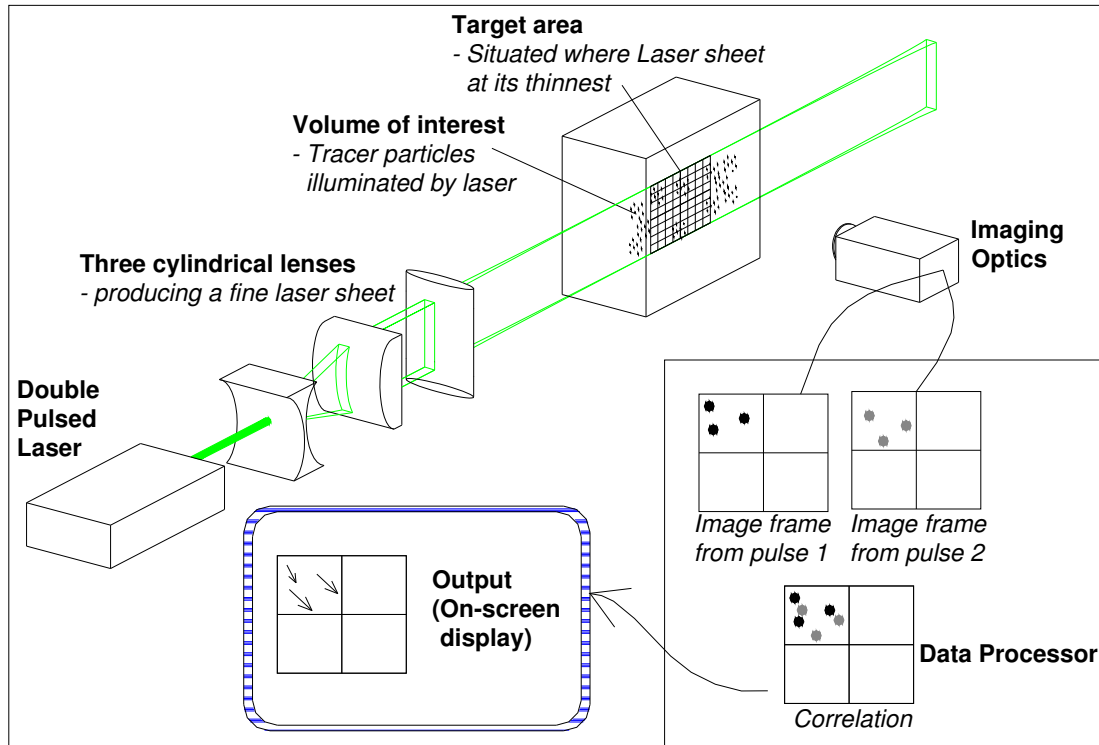 Target area
- Situated where Laser sheet
at its thinnest
Volume of interest
- Tracer particles
illuminated by laser
Three cylindrical lenses
- producing a fine laser sheet
Imaging
Optics
Double
Pulsed
Laser
Image frame
from pulse 1
Image frame
from pulse 2
Output
(On-screen
display)
Data Processor
Correlation